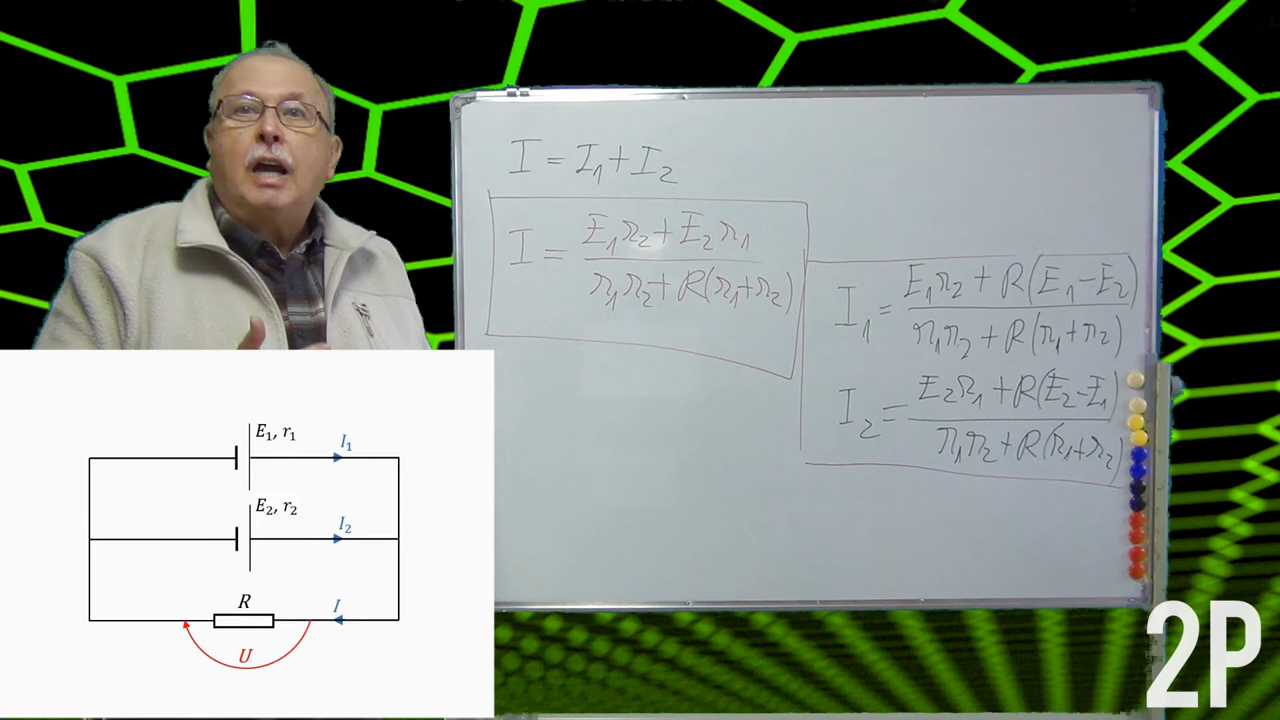 I = I₁ + I₂
I = (E₁r₂ + E₂r₁) / (r₁r₂ + R(r₁+r₂))
I₁ = (E₁r₂ + R(E₁−E₂)) / (r₁r₂ + R(r₁+r₂))
I₂ = (E₂r₁ + R(E₂−E₁)) / (r₁r₂ + R(r₁+r₂))
E₁, r₁
I₁
E₂, r₂
I₂
R
I
U
2P